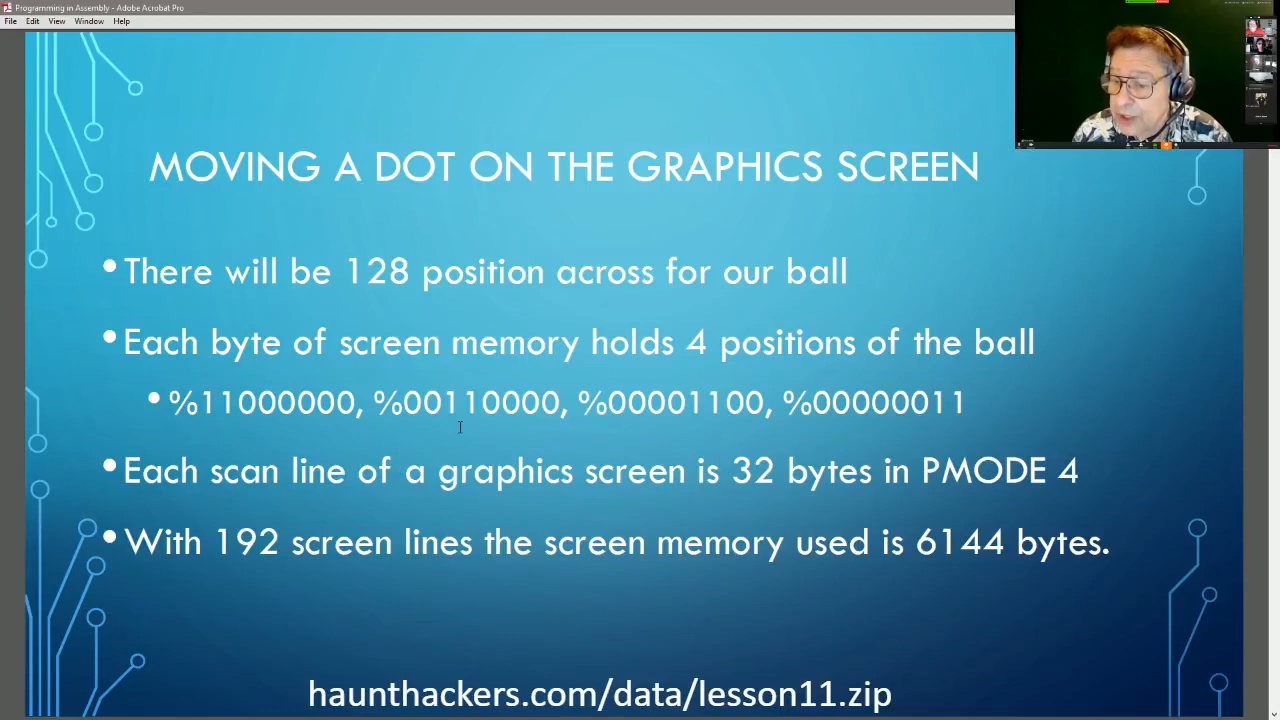 Programming in Assembly - Adobe Acrobat Pro
File Edit View Window Help
MOVING A DOT ON THE GRAPHICS SCREEN
• There will be 128 position across for our ball
• Each byte of screen memory holds 4 positions of the ball
• %11000000, %00110000, %00001100, %00000011
• Each scan line of a graphics screen is 32 bytes in PMODE 4
• With 192 screen lines the screen memory used is 6144 bytes.
haunthackers.com/data/lesson11.zip